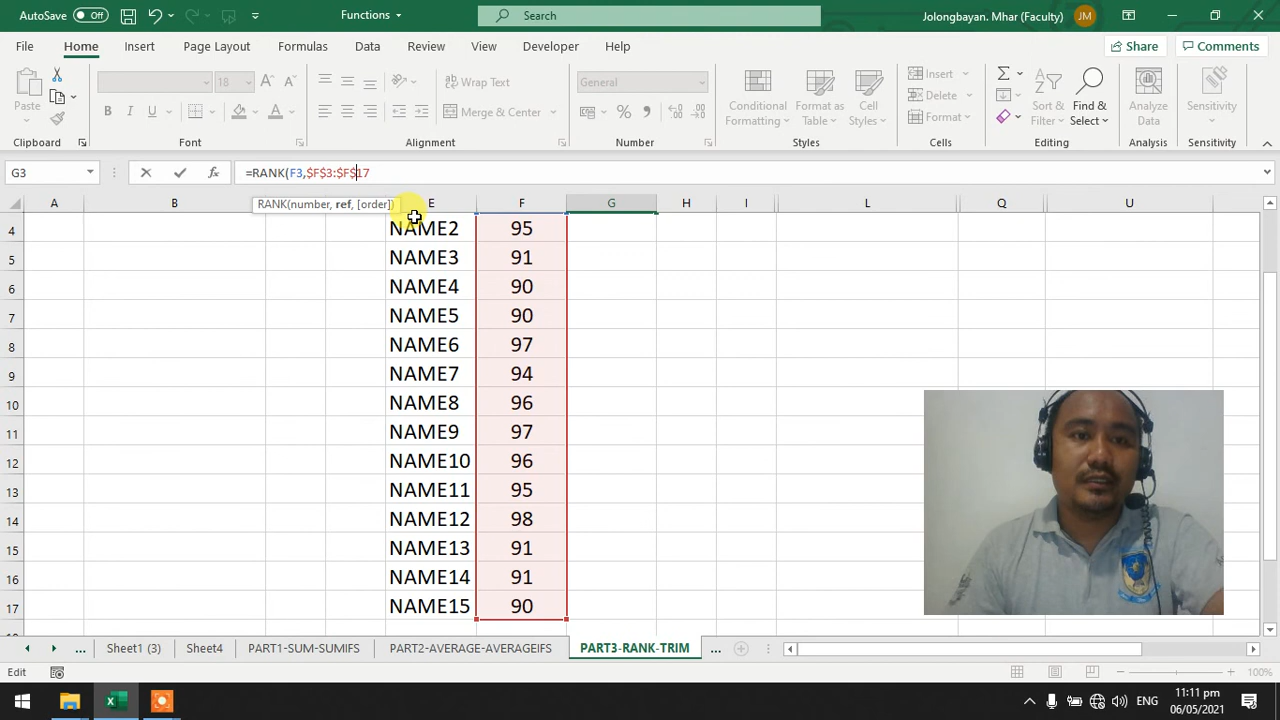 AutoSave Off Functions Search Jolongbayan. Mhar (Faculty) JM
File Home Insert Page Layout Formulas Data Review View Developer Help Share Comments
Paste 18 A A B I U A ab Wrap Text Merge & Center General % , Conditional Formatting Format as Table Cell Styles Insert Delete Format Sort & Filter Find & Select Analyze Data Sensitivity
Clipboard Font Alignment Number Styles Cells Editing Analysis Sensitivity
G3 fx =RANK(F3,$F$3:$F$17
RANK(number, ref, [order])
A B E F G H I L Q U
4 NAME2 95
5 NAME3 91
6 NAME4 90
7 NAME5 90
8 NAME6 97
9 NAME7 94
10 NAME8 96
11 NAME9 97
12 NAME10 96
13 NAME11 95
14 NAME12 98
15 NAME13 91
16 NAME14 91
17 NAME15 90
... Sheet1 (3) Sheet4 PART1-SUM-SUMIFS PART2-AVERAGE-AVERAGEIFS PART3-RANK-TRIM ...
Edit 100%
ENG 11:11 pm
06/05/2021